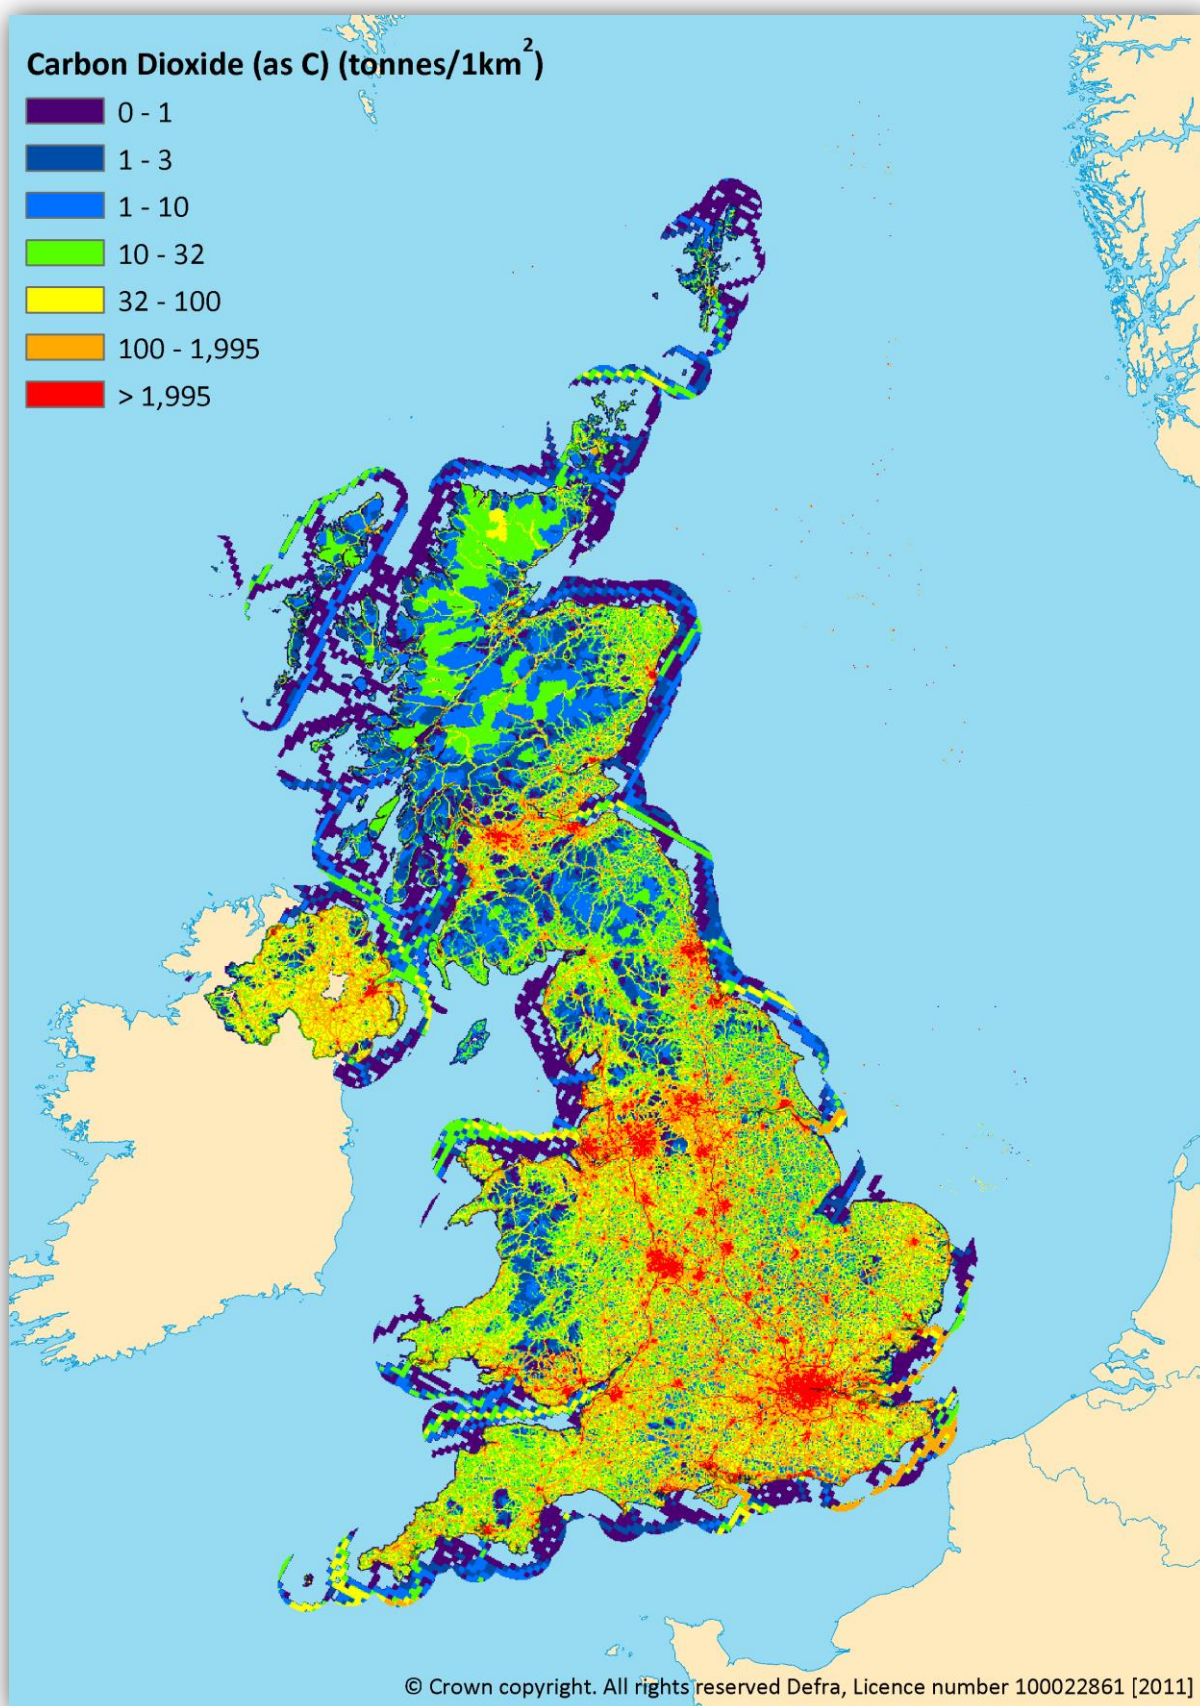 Carbon Dioxide (as C) (tonnes/1km²)
0 - 1
1 - 3
1 - 10
10 - 32
32 - 100
100 - 1,995
> 1,995
© Crown copyright. All rights reserved Defra, Licence number 100022861 [2011]